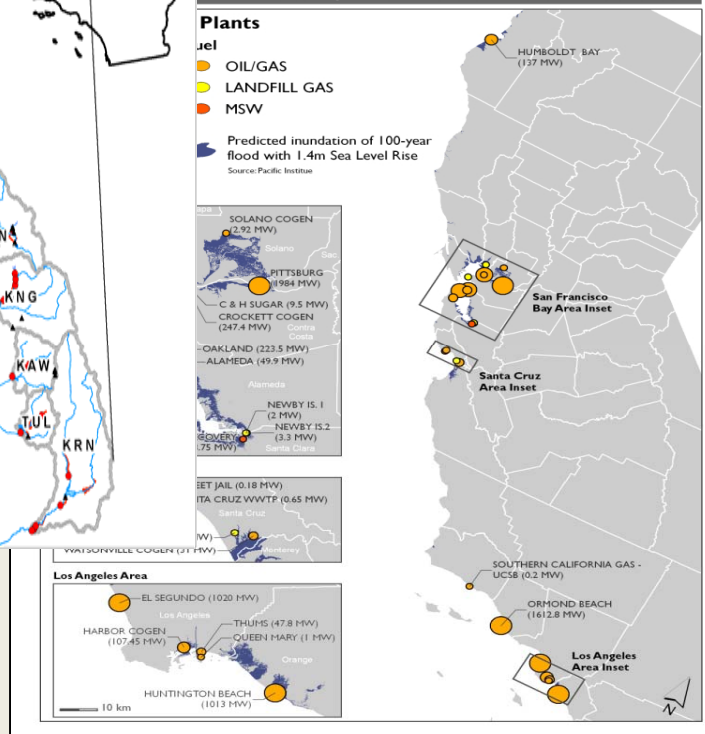 KNG
KAW
TUL
KRN
Plants
OIL/GAS
LANDFILL GAS
MSW
Predicted inundation of 100-year
flood with 1.4m Sea Level Rise
Source: Pacific Institue
SOLANO COGEN
(2.92 MW)
Solano
Sac
PITTSBURG
(1984 MW)
C & H SUGAR (9.5 MW)
CROCKETT COGEN
(247.4 MW)
Contra
Costa
OAKLAND (223.5 MW)
ALAMEDA (49.9 MW)
Alameda
NEWBY IS. 1
(2 MW)
NEWBY IS.2
(3.3 MW)
Santa Clara
JAIL (0.18 MW)
CRUZ WWTP (0.65 MW)
Santa Cruz
Monterey
WATSONVILLE COGEN (31 MW)
Los Angeles Area
EL SEGUNDO (1020 MW)
Los Angeles
THUMS (47.8 MW)
HARBOR COGEN
(107.45 MW)
QUEEN MARY (1 MW)
Orange
HUNTINGTON BEACH
(1013 MW)
10 km
HUMBOLDT BAY
(137 MW)
San Francisco
Bay Area Inset
Santa Cruz
Area Inset
SOUTHERN CALIFORNIA GAS -
UCSB (0.2 MW)
ORMOND BEACH
(1612.8 MW)
Los Angeles
Area Inset
N